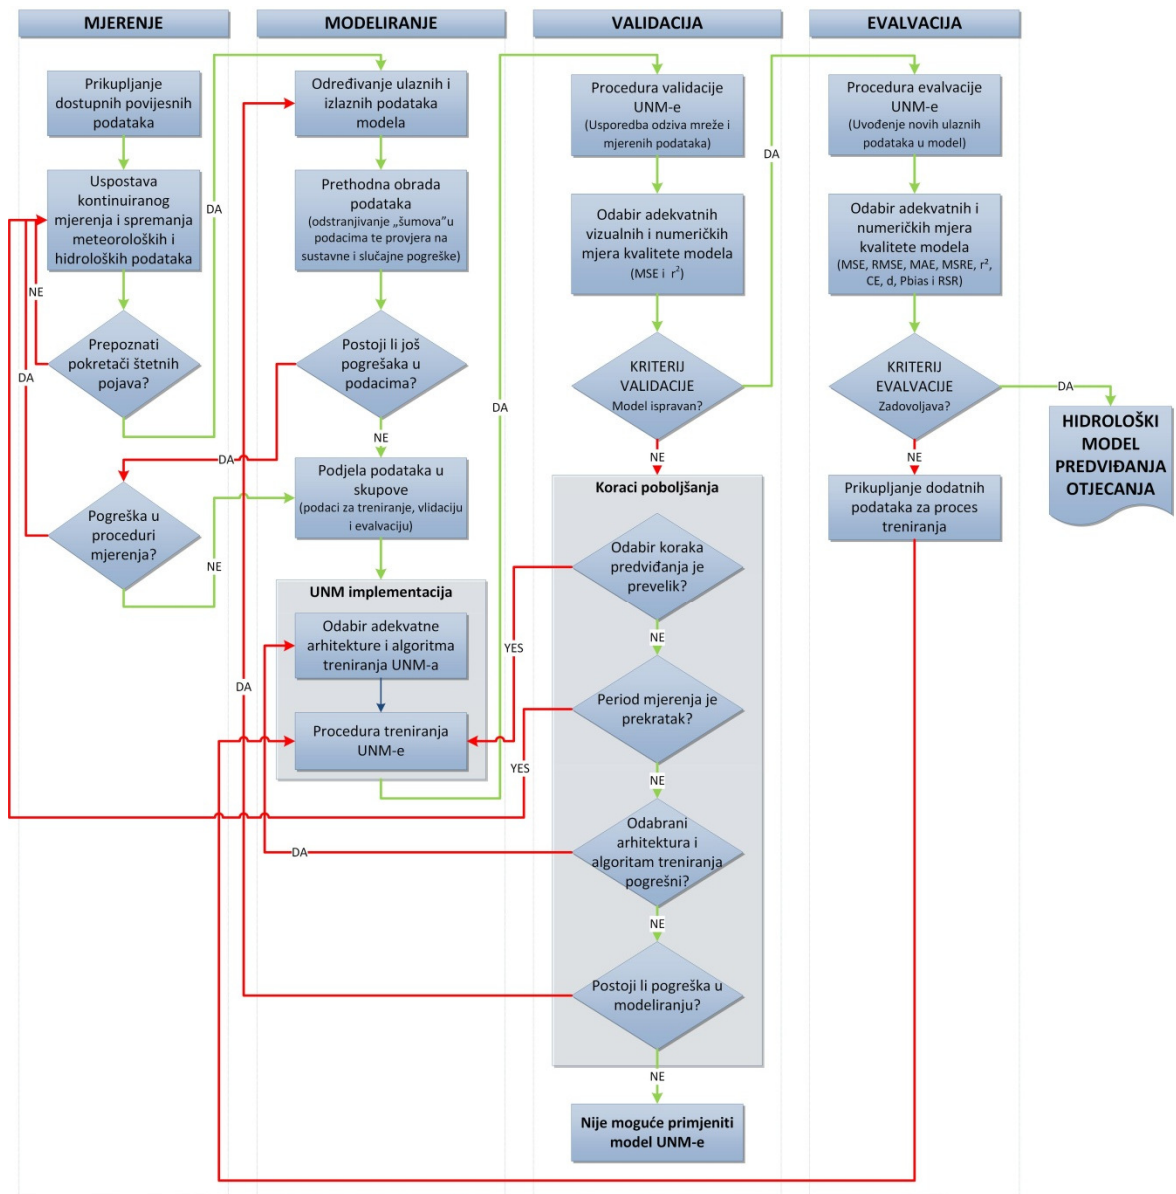 MJERENJE
Prikupljanje
dostupnih povijesnih
podataka
Uspostava
kontinuiranog
mjerenja i spremanja
meteoroloških i
hidroloških podataka
NE
DA
Prepoznati
pokretači štetnih
pojava?
DA
DA
Pogreška u
proceduri
mjerenja?
NE
MODELIRANJE
Određivanje ulaznih i
izlaznih podataka
modela
Prethodna obrada
podataka
(odstranjivanje „šumova”u
podacima te provjera na
sustavne i slučajne pogreške)
Postoji li još
pogrešaka u
podacima?
NE
Podjela podataka u
skupove
(podaci za treniranje, vlidaciju
i evalvaciju)
UNM implementacija
Odabir adekvatne
arhitekture i algoritma
treniranja UNM-a
Procedura treniranja
UNM-e
DA
DA
DA
YES
YES
VALIDACIJA
Procedura validacije
UNM-e
(Usporedba odziva mreže i
mjerenih podataka)
Odabir adekvatnih
vizualnih i numeričkih
mjera kvalitete modela
(MSE i r²)
KRITERIJ
VALIDACIJE
Model ispravan?
DA
NE
Koraci poboljšanja
Odabir koraka
predviđanja je
prevelik?
NE
Period mjerenja je
prekratak?
NE
Odabrani
arhitektura i
algoritam treniranja
pogrešni?
NE
Postoji li pogreška u
modeliranju?
NE
Nije moguće primjeniti
model UNM-e
EVALVACIJA
Procedura evalvacije
UNM-e
(Uvođenje novih ulaznih
podataka u model)
Odabir adekvatnih i
numeričkih mjera
kvalitete modela
(MSE, RMSE, MAE, MSRE, r²,
CE, d, Pbias i RSR)
KRITERIJ
EVALVACIJE
Zadovoljava?
DA
NE
Prikupljanje dodatnih
podataka za proces
treniranja
HIDROLOŠKI
MODEL
PREDVIĐANJA
OTJECANJA